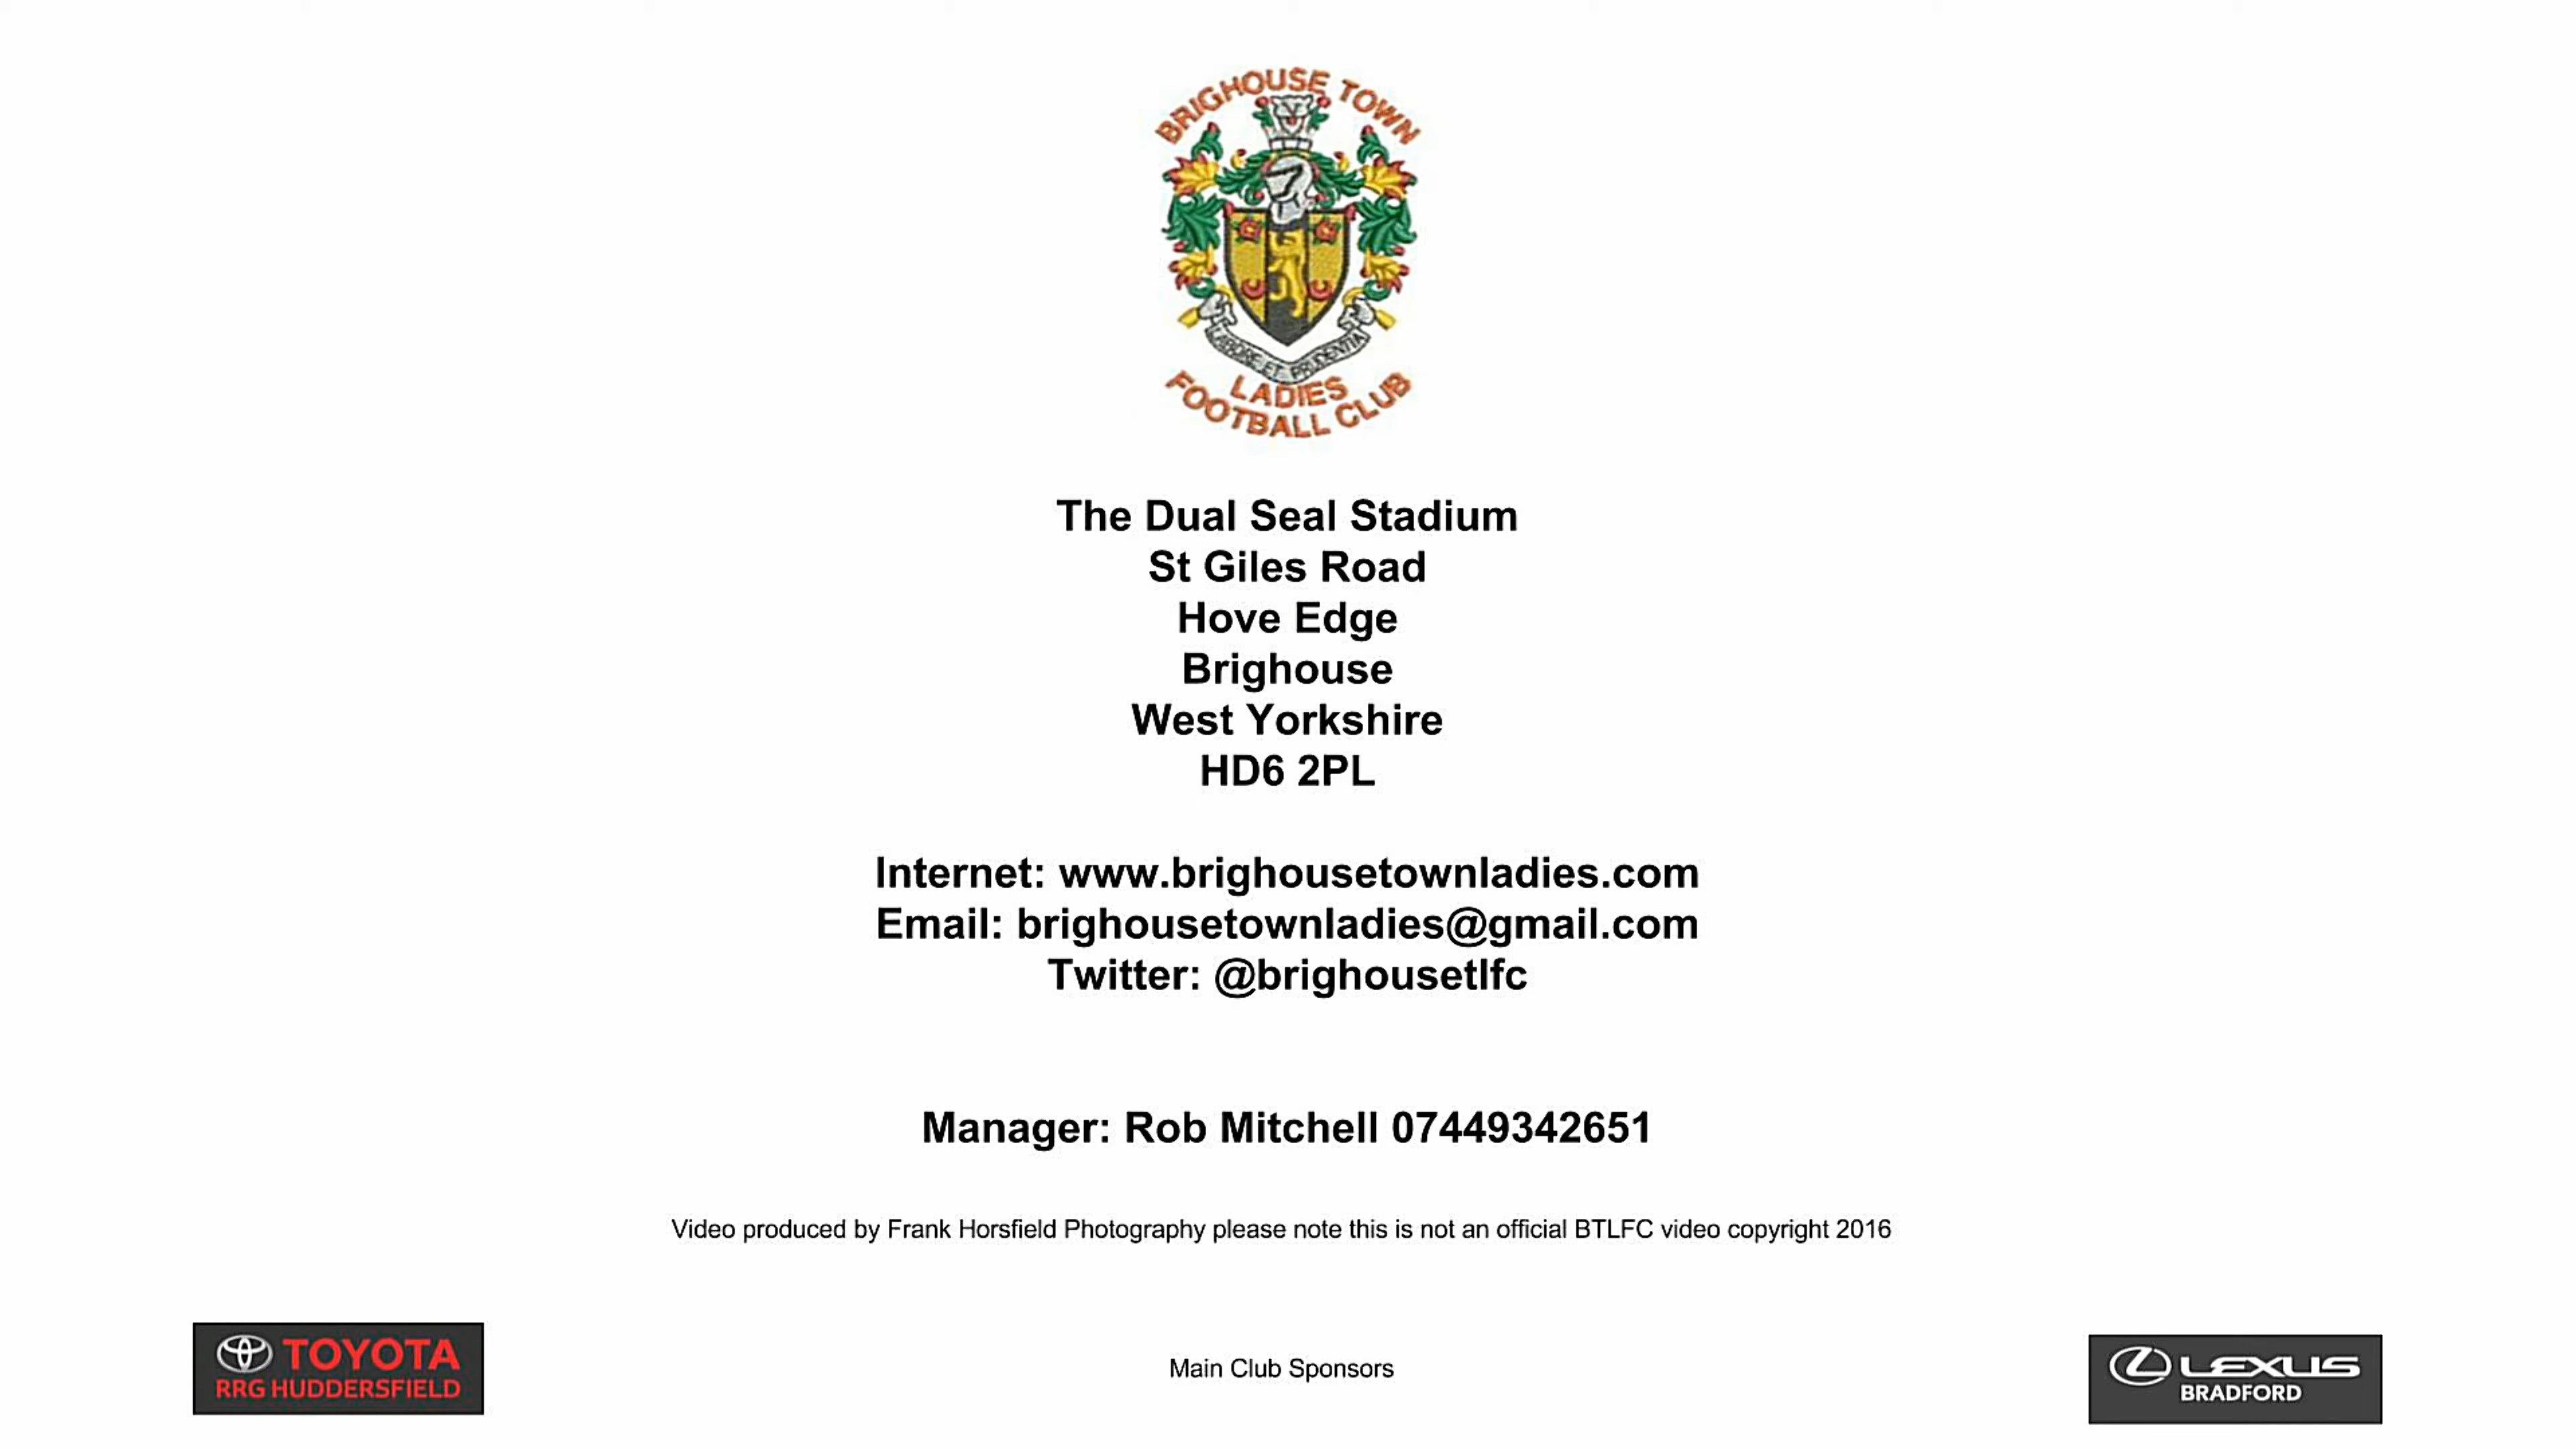 BRIGHOUSE TOWN
LABORE ET PRUDENTIA
LADIES
FOOTBALL CLUB
The Dual Seal Stadium
St Giles Road
Hove Edge
Brighouse
West Yorkshire
HD6 2PL
Internet: www.brighousetownladies.com
Email: brighousetownladies@gmail.com
Twitter: @brighousetlfc
Manager: Rob Mitchell 07449342651
Video produced by Frank Horsfield Photography please note this is not an official BTLFC video copyright 2016
TOYOTA
RRG HUDDERSFIELD
Main Club Sponsors
LEXUS
BRADFORD